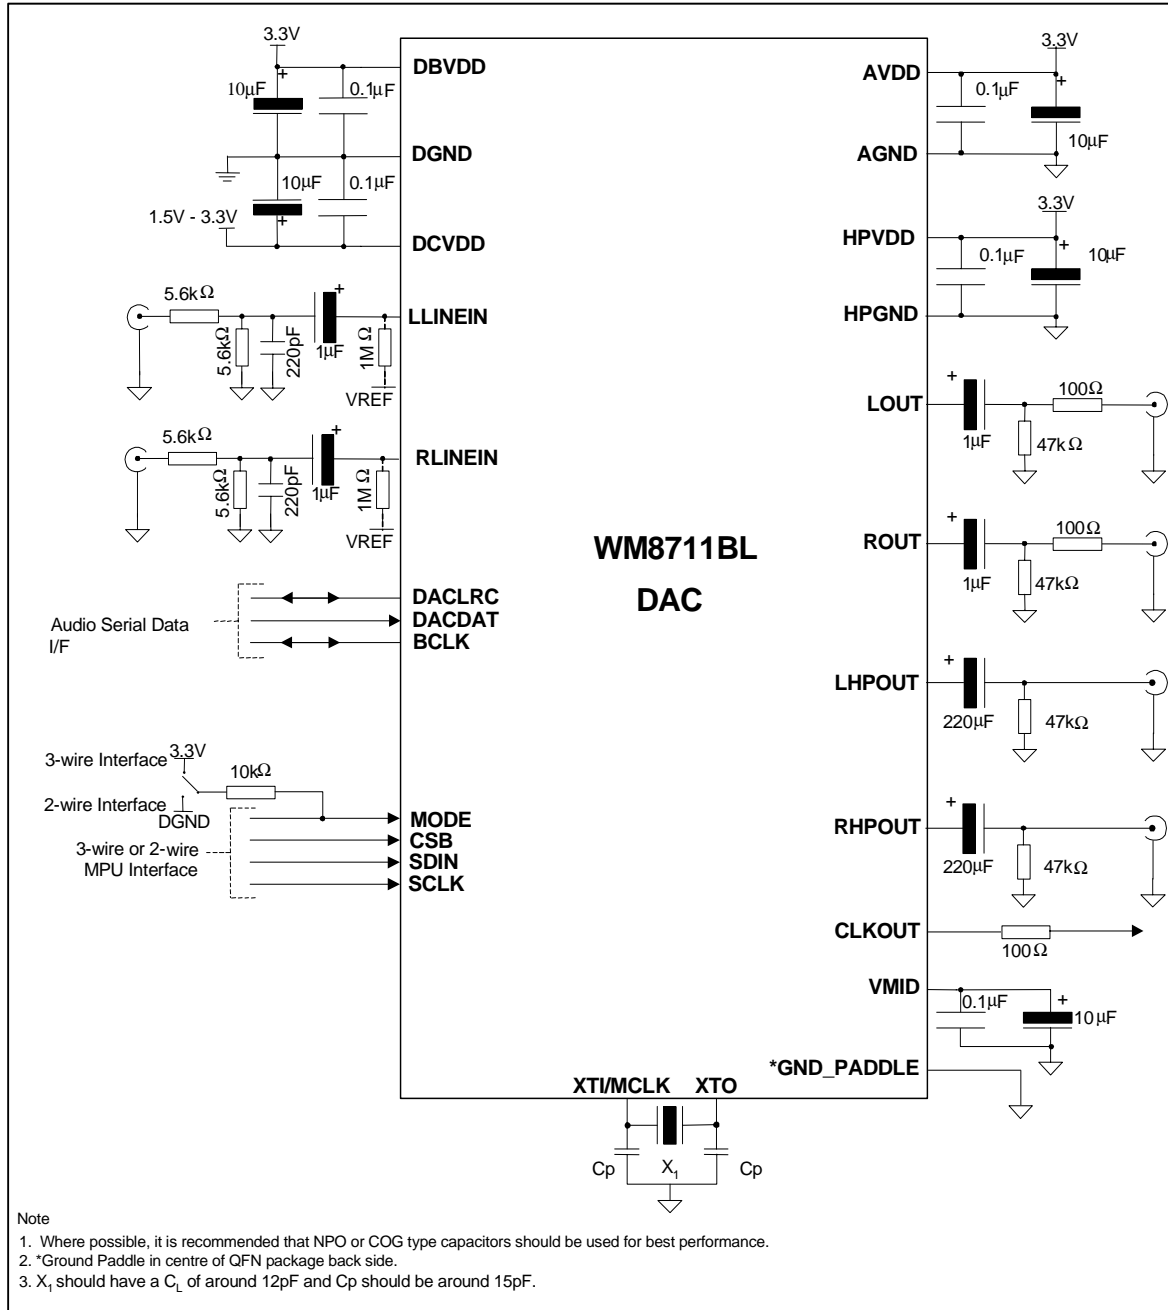 3.3V
DBVDD
10µF
0.1µF
DGND
10µF
0.1µF
1.5V - 3.3V
DCVDD
5.6kΩ
LLINEIN
5.6kΩ
220pF
1µF
1MΩ
VREF
5.6kΩ
RLINEIN
5.6kΩ
220pF
1µF
1MΩ
VREF
DACLRC
DACDAT
BCLK
Audio Serial Data
I/F
3-wire Interface
3.3V
10kΩ
2-wire Interface
DGND
MODE
CSB
SDIN
SCLK
3-wire or 2-wire
MPU Interface
WM8711BL
DAC
3.3V
AVDD
0.1µF
10µF
AGND
3.3V
HPVDD
0.1µF
10µF
HPGND
LOUT
1µF
100Ω
47kΩ
ROUT
1µF
100Ω
47kΩ
LHPOUT
220µF
47kΩ
RHPOUT
220µF
47kΩ
CLKOUT
100Ω
VMID
0.1µF
10µF
*GND_PADDLE
XTI/MCLK XTO
Cp X1 Cp
Note
1. Where possible, it is recommended that NPO or COG type capacitors should be used for best performance.
2. *Ground Paddle in centre of QFN package back side.
3. X1 should have a CL of around 12pF and Cp should be around 15pF.